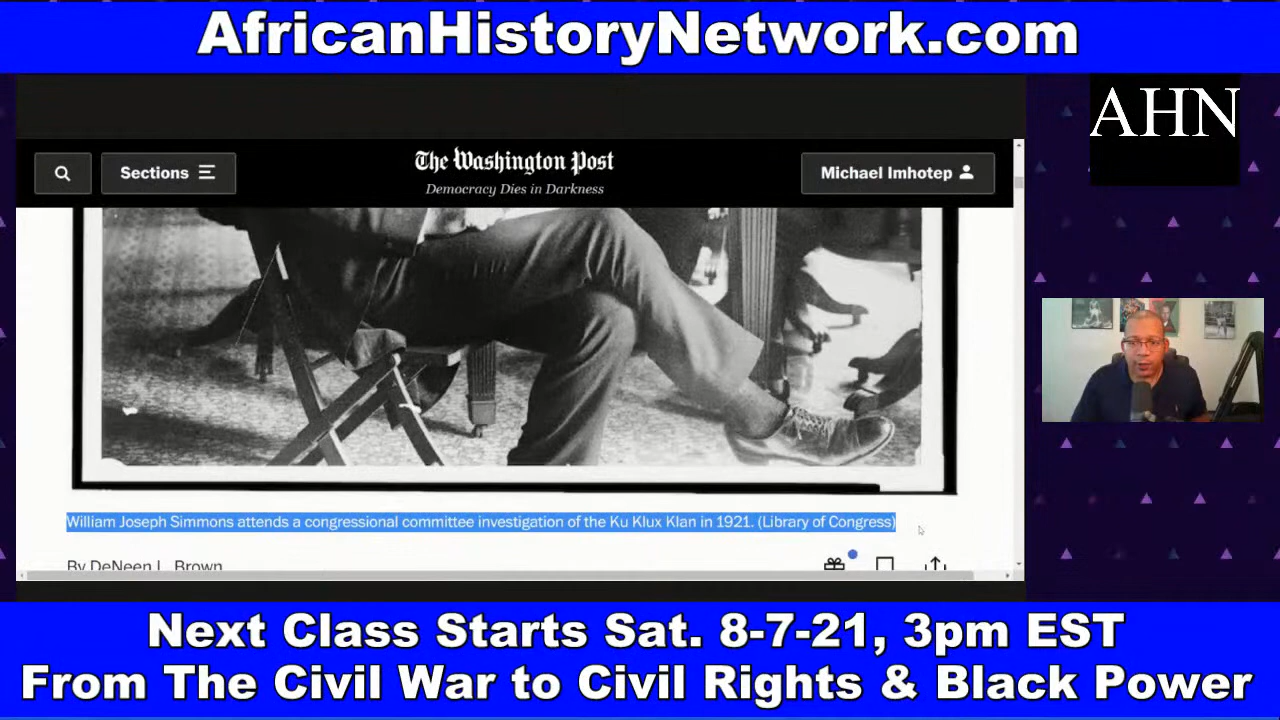 AfricanHistoryNetwork.com
AHN
Sections
The Washington Post
Democracy Dies in Darkness
Michael Imhotep
William Joseph Simmons attends a congressional committee investigation of the Ku Klux Klan in 1921. (Library of Congress)
By DeNeen L. Brown
Next Class Starts Sat. 8-7-21, 3pm EST
From The Civil War to Civil Rights & Black Power